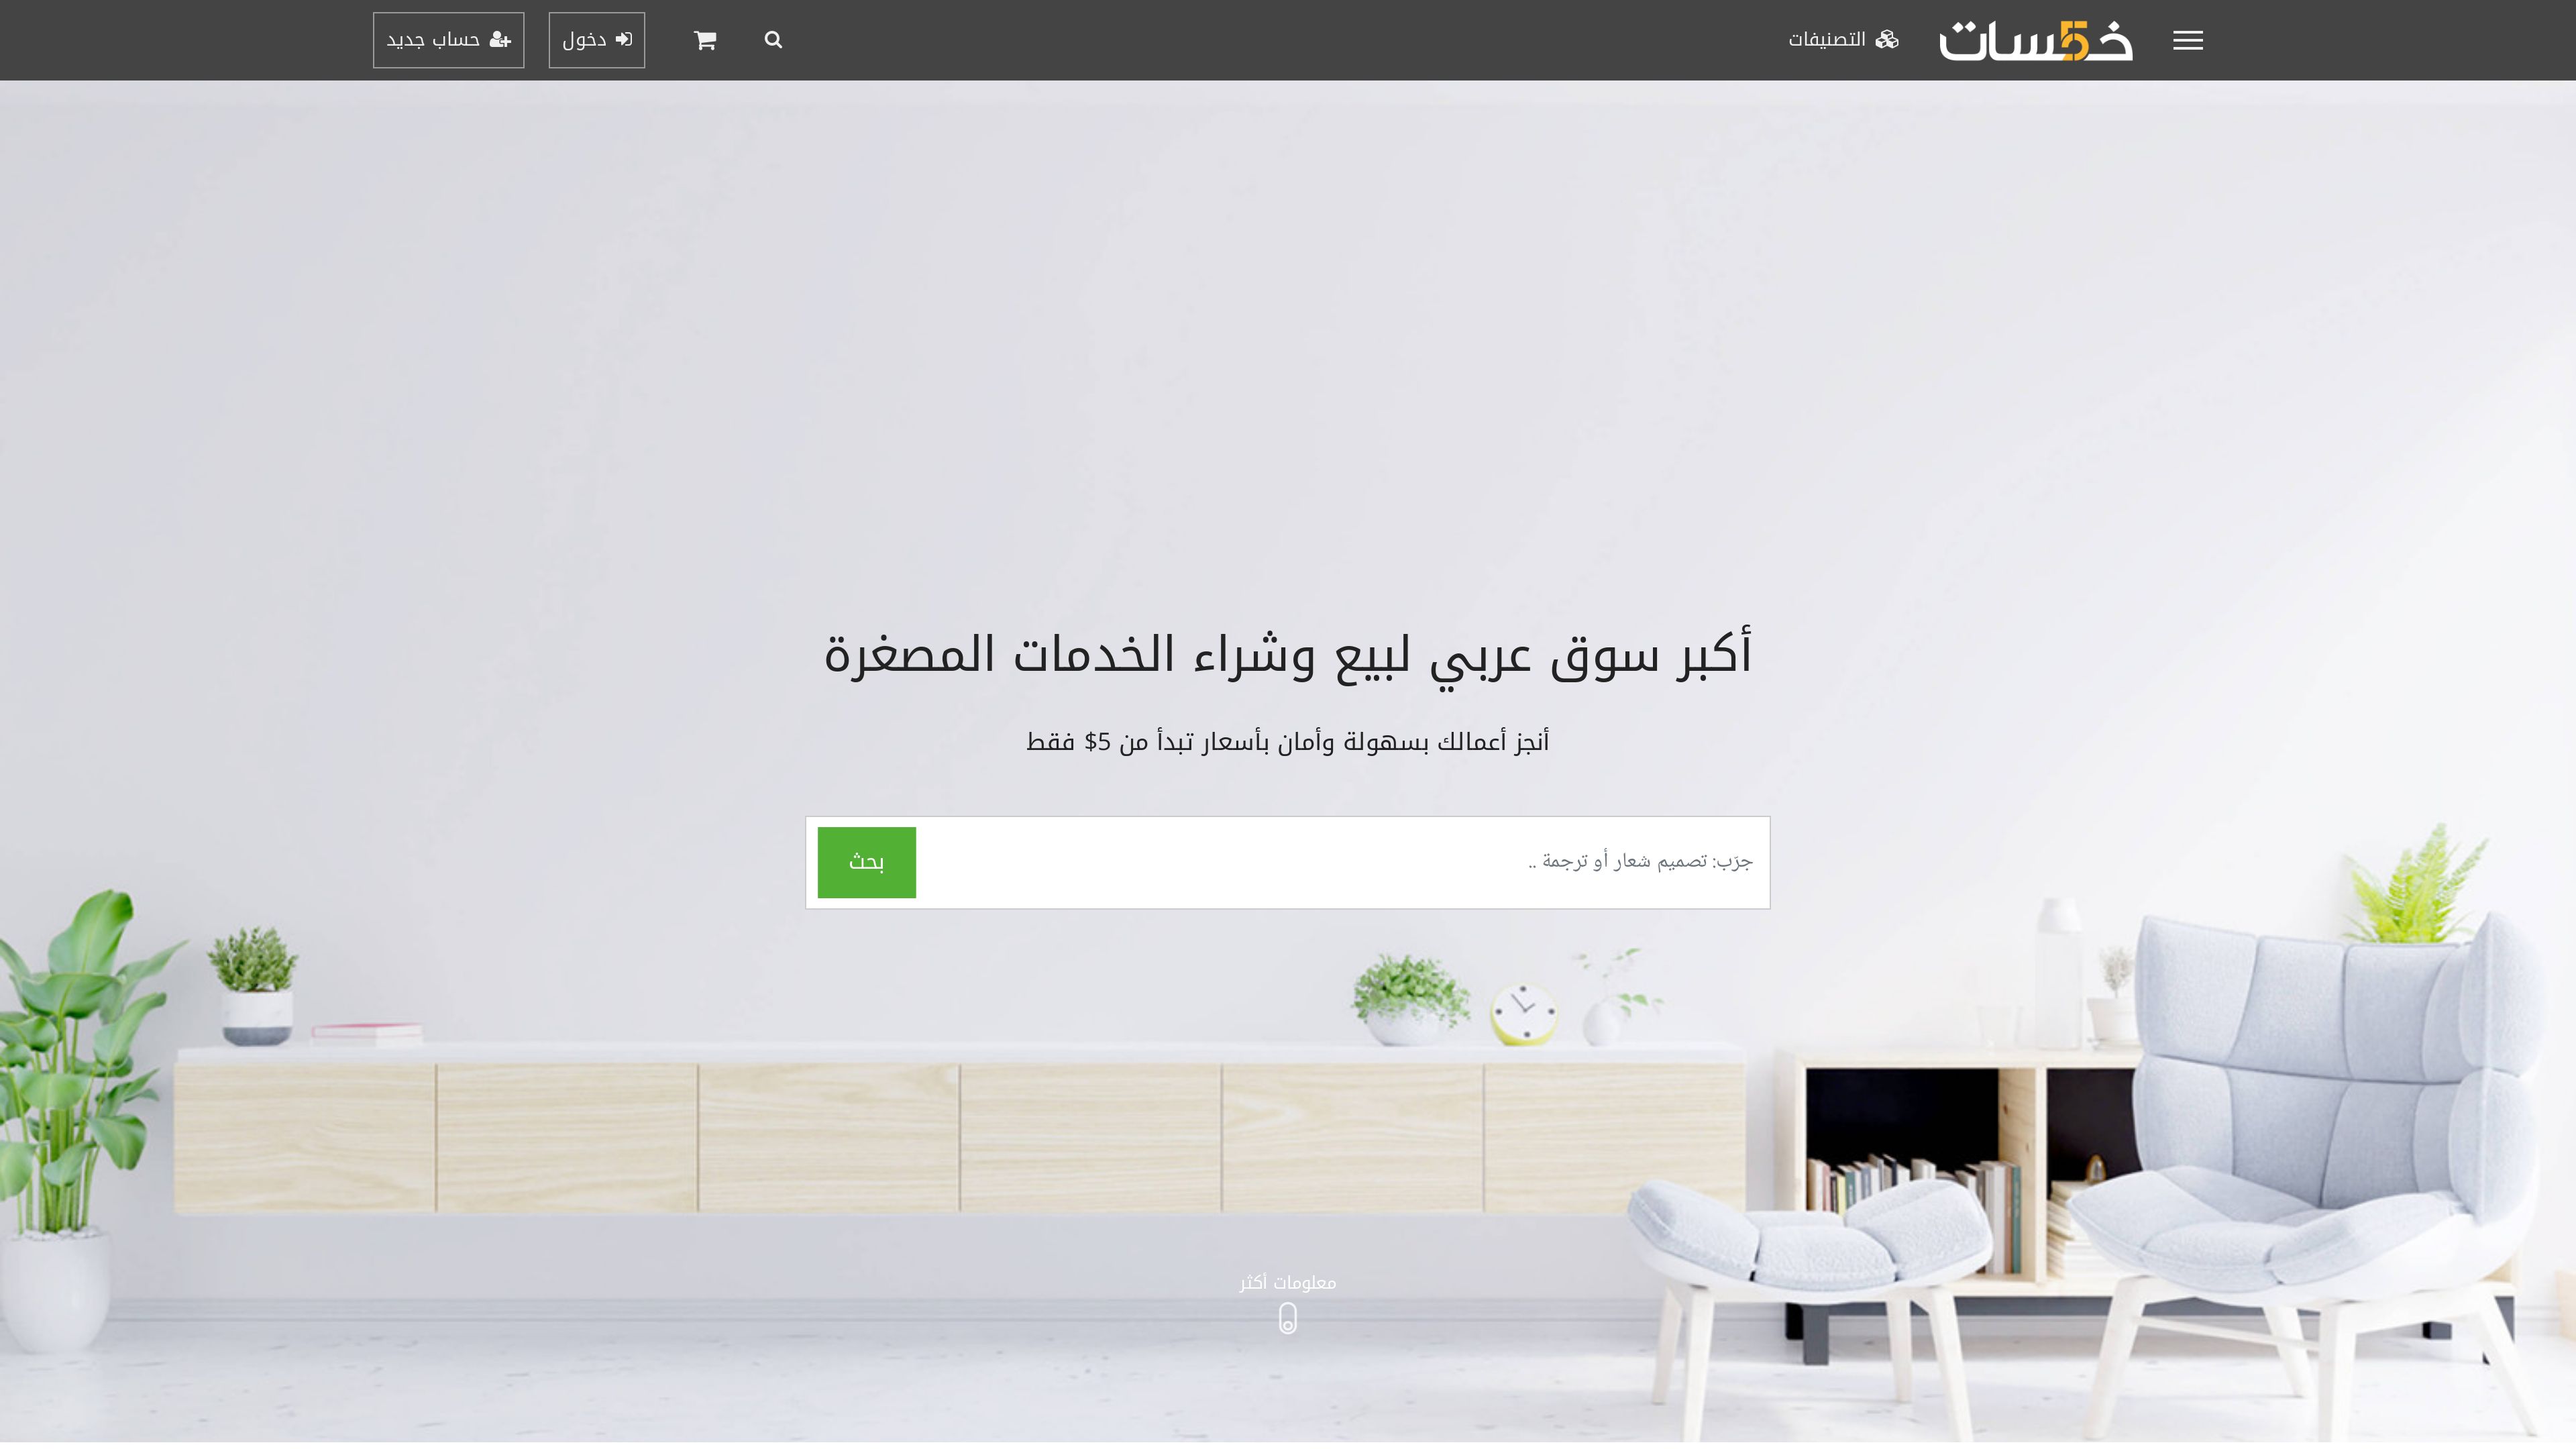 خمسات
التصنيفات
دخول
حساب جديد
أكبر سوق عربي لبيع وشراء الخدمات المصغرة
أنجز أعمالك بسهولة وأمان بأسعار تبدأ من 5$ فقط
جرّب: تصميم شعار أو ترجمة ..
بحث
معلومات أكثر